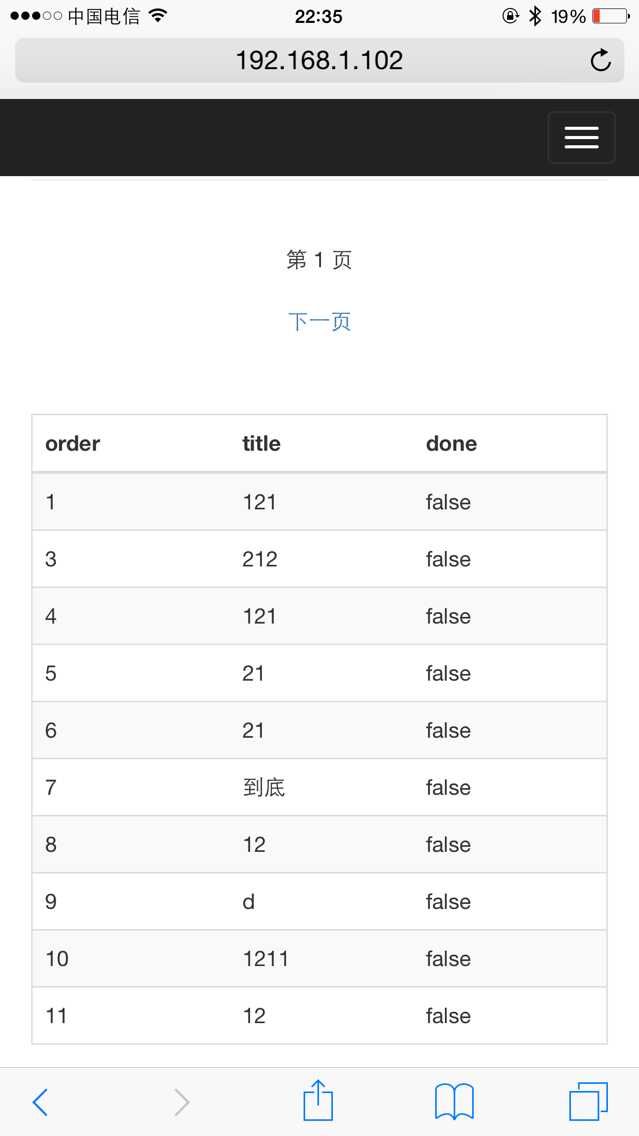 中国电信 22:35 19%
192.168.1.102
第 1 页
下一页
order title done
1 121 false
3 212 false
4 121 false
5 21 false
6 21 false
7 到底 false
8 12 false
9 d false
10 1211 false
11 12 false